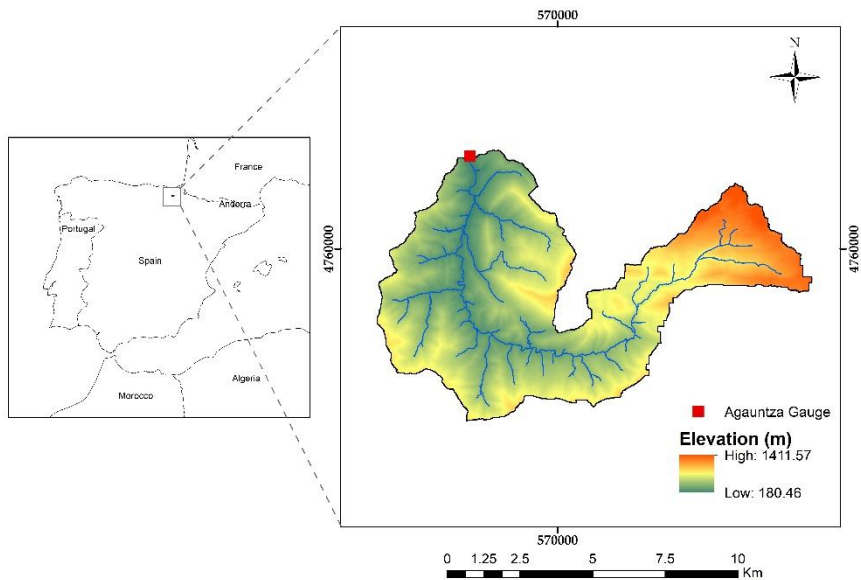 570000
N
France
Andorra
Portugal
Spain
4760000
4760000
Algeria
Morocco
Agauntza Gauge
Elevation (m)
High: 1411.57
Low: 180.46
570000
0 1.25 2.5 5 7.5 10
Km